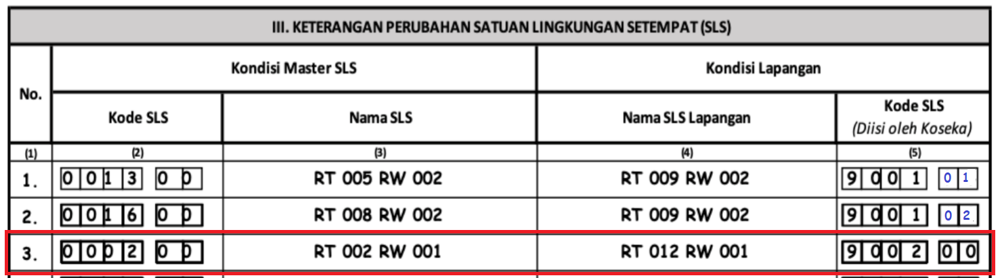 III. KETERANGAN PERUBAHAN SATUAN LINGKUNGAN SETEMPAT (SLS)
No. Kondisi Master SLS Kondisi Lapangan
Kode SLS Nama SLS Nama SLS Lapangan Kode SLS
(Diisi oleh Koseka)
(1) (2) (3) (4) (5)
1. 0013 00 RT 005 RW 002 RT 009 RW 002 9001 01
2. 0016 00 RT 008 RW 002 RT 009 RW 002 9001 02
3. 0002 00 RT 002 RW 001 RT 012 RW 001 9002 00